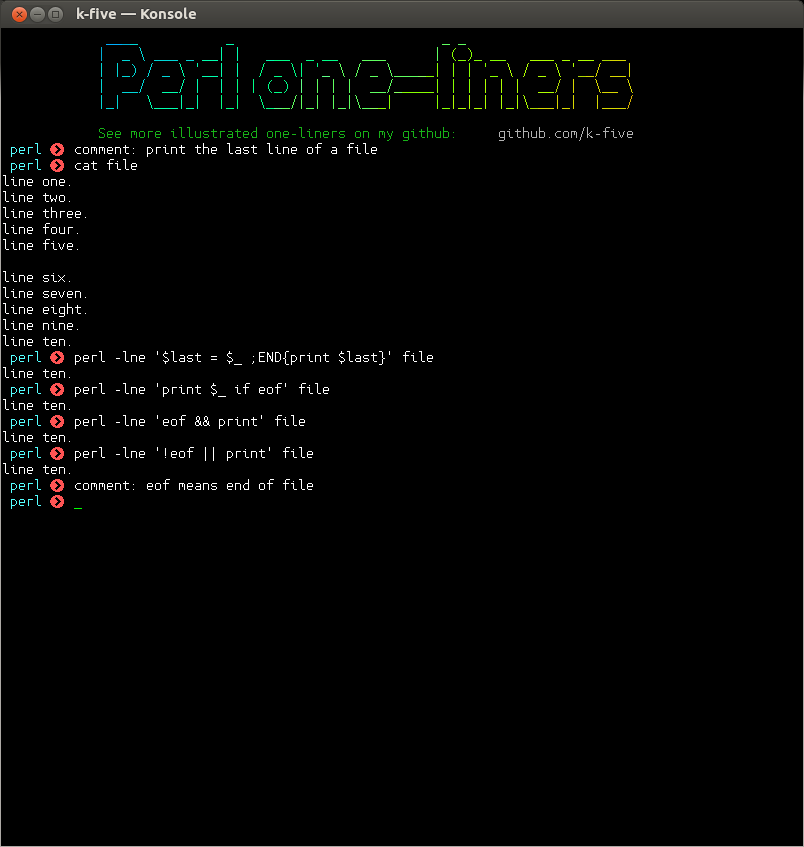 k-five — Konsole
Perl one-liners
See more illustrated one-liners on my github: github.com/k-five
perl comment: print the last line of a file
perl cat file
line one.
line two.
line three.
line four.
line five.
line six.
line seven.
line eight.
line nine.
line ten.
perl perl -lne '$last = $_ ;END{print $last}' file
line ten.
perl perl -lne 'print $_ if eof' file
line ten.
perl perl -lne 'eof && print' file
line ten.
perl perl -lne '!eof || print' file
line ten.
perl comment: eof means end of file
perl _